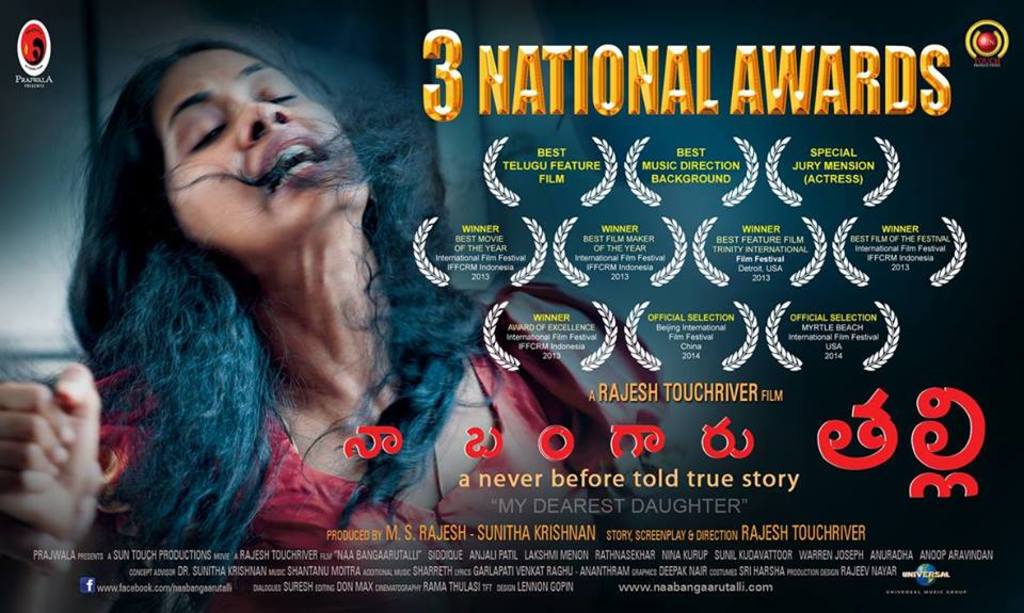 PRAJWALA
PRESENTS
SUN
TOUCH
PRODUCTIONS
3 NATIONAL AWARDS
BEST
TELUGU FEATURE
FILM
BEST
MUSIC DIRECTION
BACKGROUND
SPECIAL
JURY MENSION
(ACTRESS)
WINNER
BEST MOVIE
OF THE YEAR
International Film Festival
IFFCRM Indonesia
2013
WINNER
BEST FILM MAKER
OF THE YEAR
International Film Festival
IFFCRM Indonesia
2013
WINNER
BEST FEATURE FILM
TRINITY INTERNATIONAL
Film Festival
Detroit, USA
2013
WINNER
BEST FILM OF THE FESTIVAL
International Film Festival
IFFCRM Indonesia
2013
WINNER
AWARD OF EXCELLENCE
International Film Festival
IFFCRM Indonesia
2013
OFFICIAL SELECTION
Beijing International
Film Festival
China
2014
OFFICIAL SELECTION
MYRTLE BEACH
International Film Festival
USA
2014
A RAJESH TOUCHRIVER FILM
నా బంగారు తల్లి
a never before told true story
"MY DEAREST DAUGHTER"
PRODUCED BY M. S. RAJESH - SUNITHA KRISHNAN STORY, SCREENPLAY & DIRECTION RAJESH TOUCHRIVER
PRAJWALA PRESENTS A SUN TOUCH PRODUCTIONS MOVIE A RAJESH TOUCHRIVER FILM "NAA BANGAARUTALLI" SIDDIQUE ANJALI PATIL LAKSHMI MENON RATHNASEKHAR NINA KURUP SUNIL KUDAVATTOOR WARREN JOSEPH ANURADHA ANOOP ARAVINDAN
CONCEPT ADVISOR DR. SUNITHA KRISHNAN MUSIC SHANTANU MOITRA ADDITIONAL MUSIC SHARRETH LYRICS GARLAPATI VENKAT RAGHU - ANANTHRAM GRAPHICS DEEPAK NAIR COSTUMES SRI HARSHA PRODUCTION DESIGN RAJEEV NAYAR
f www.facebook.com/naabangaarutalli DIALOGUES SURESH EDITING DON MAX CINEMATOGRAPHY RAMA THULASI TFT DESIGN LENNON GOPIN www.naabangaarutalli.com
UNIVERSAL
UNIVERSAL MUSIC GROUP